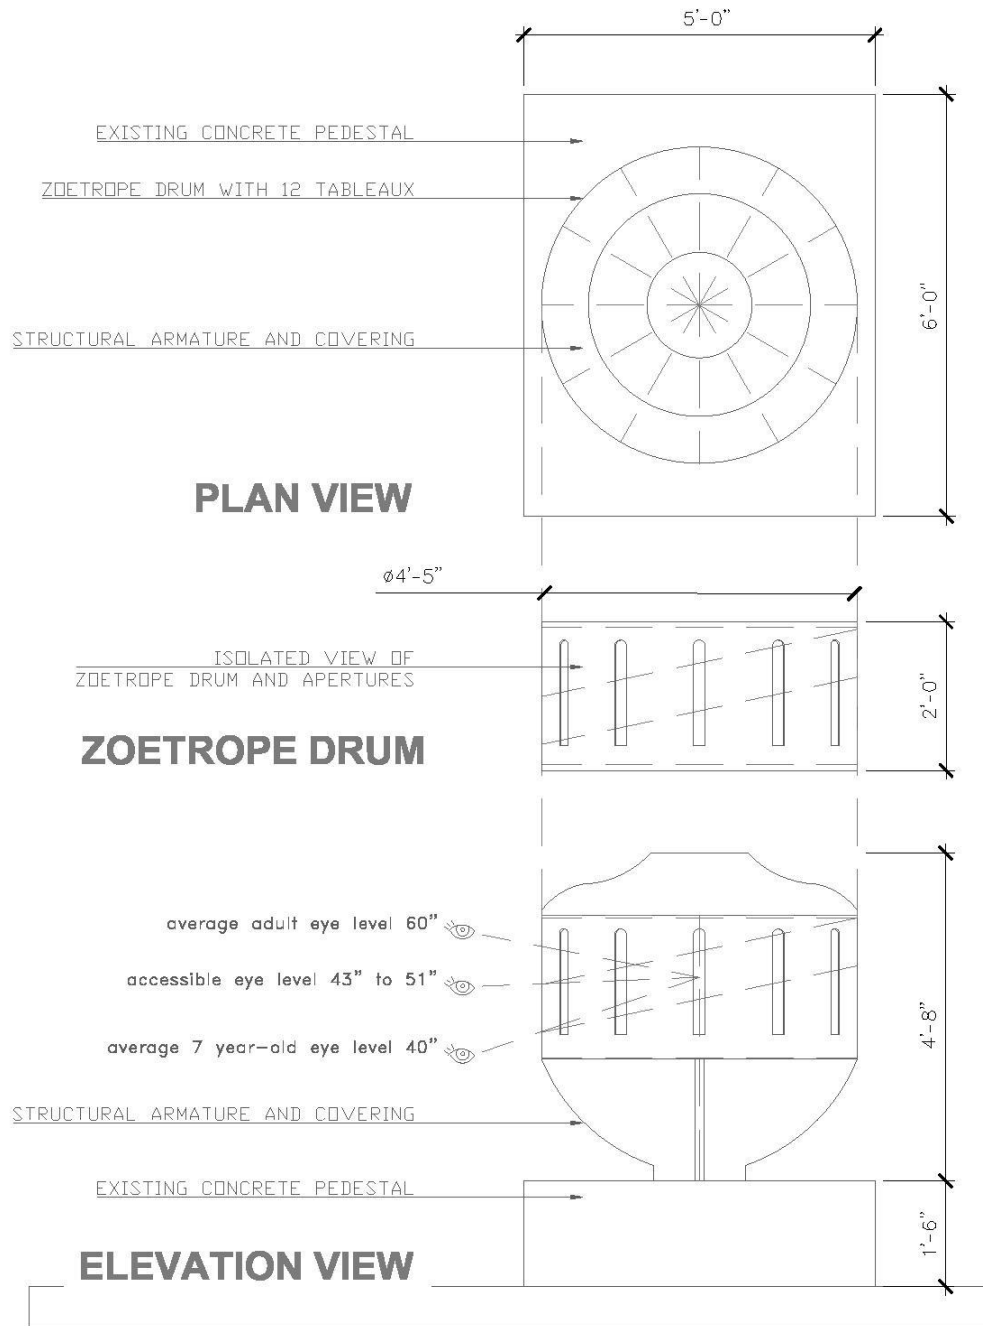 5'-0"
EXISTING CONCRETE PEDESTAL
ZOETROPE DRUM WITH 12 TABLEAUX
6'-0"
STRUCTURAL ARMATURE AND COVERING
PLAN VIEW
ø4'-5"
ISOLATED VIEW OF
ZOETROPE DRUM AND APERTURES
2'-0"
ZOETROPE DRUM
average adult eye level 60"
accessible eye level 43" to 51"
4'-8"
average 7 year-old eye level 40"
STRUCTURAL ARMATURE AND COVERING
EXISTING CONCRETE PEDESTAL
1'-6"
ELEVATION VIEW